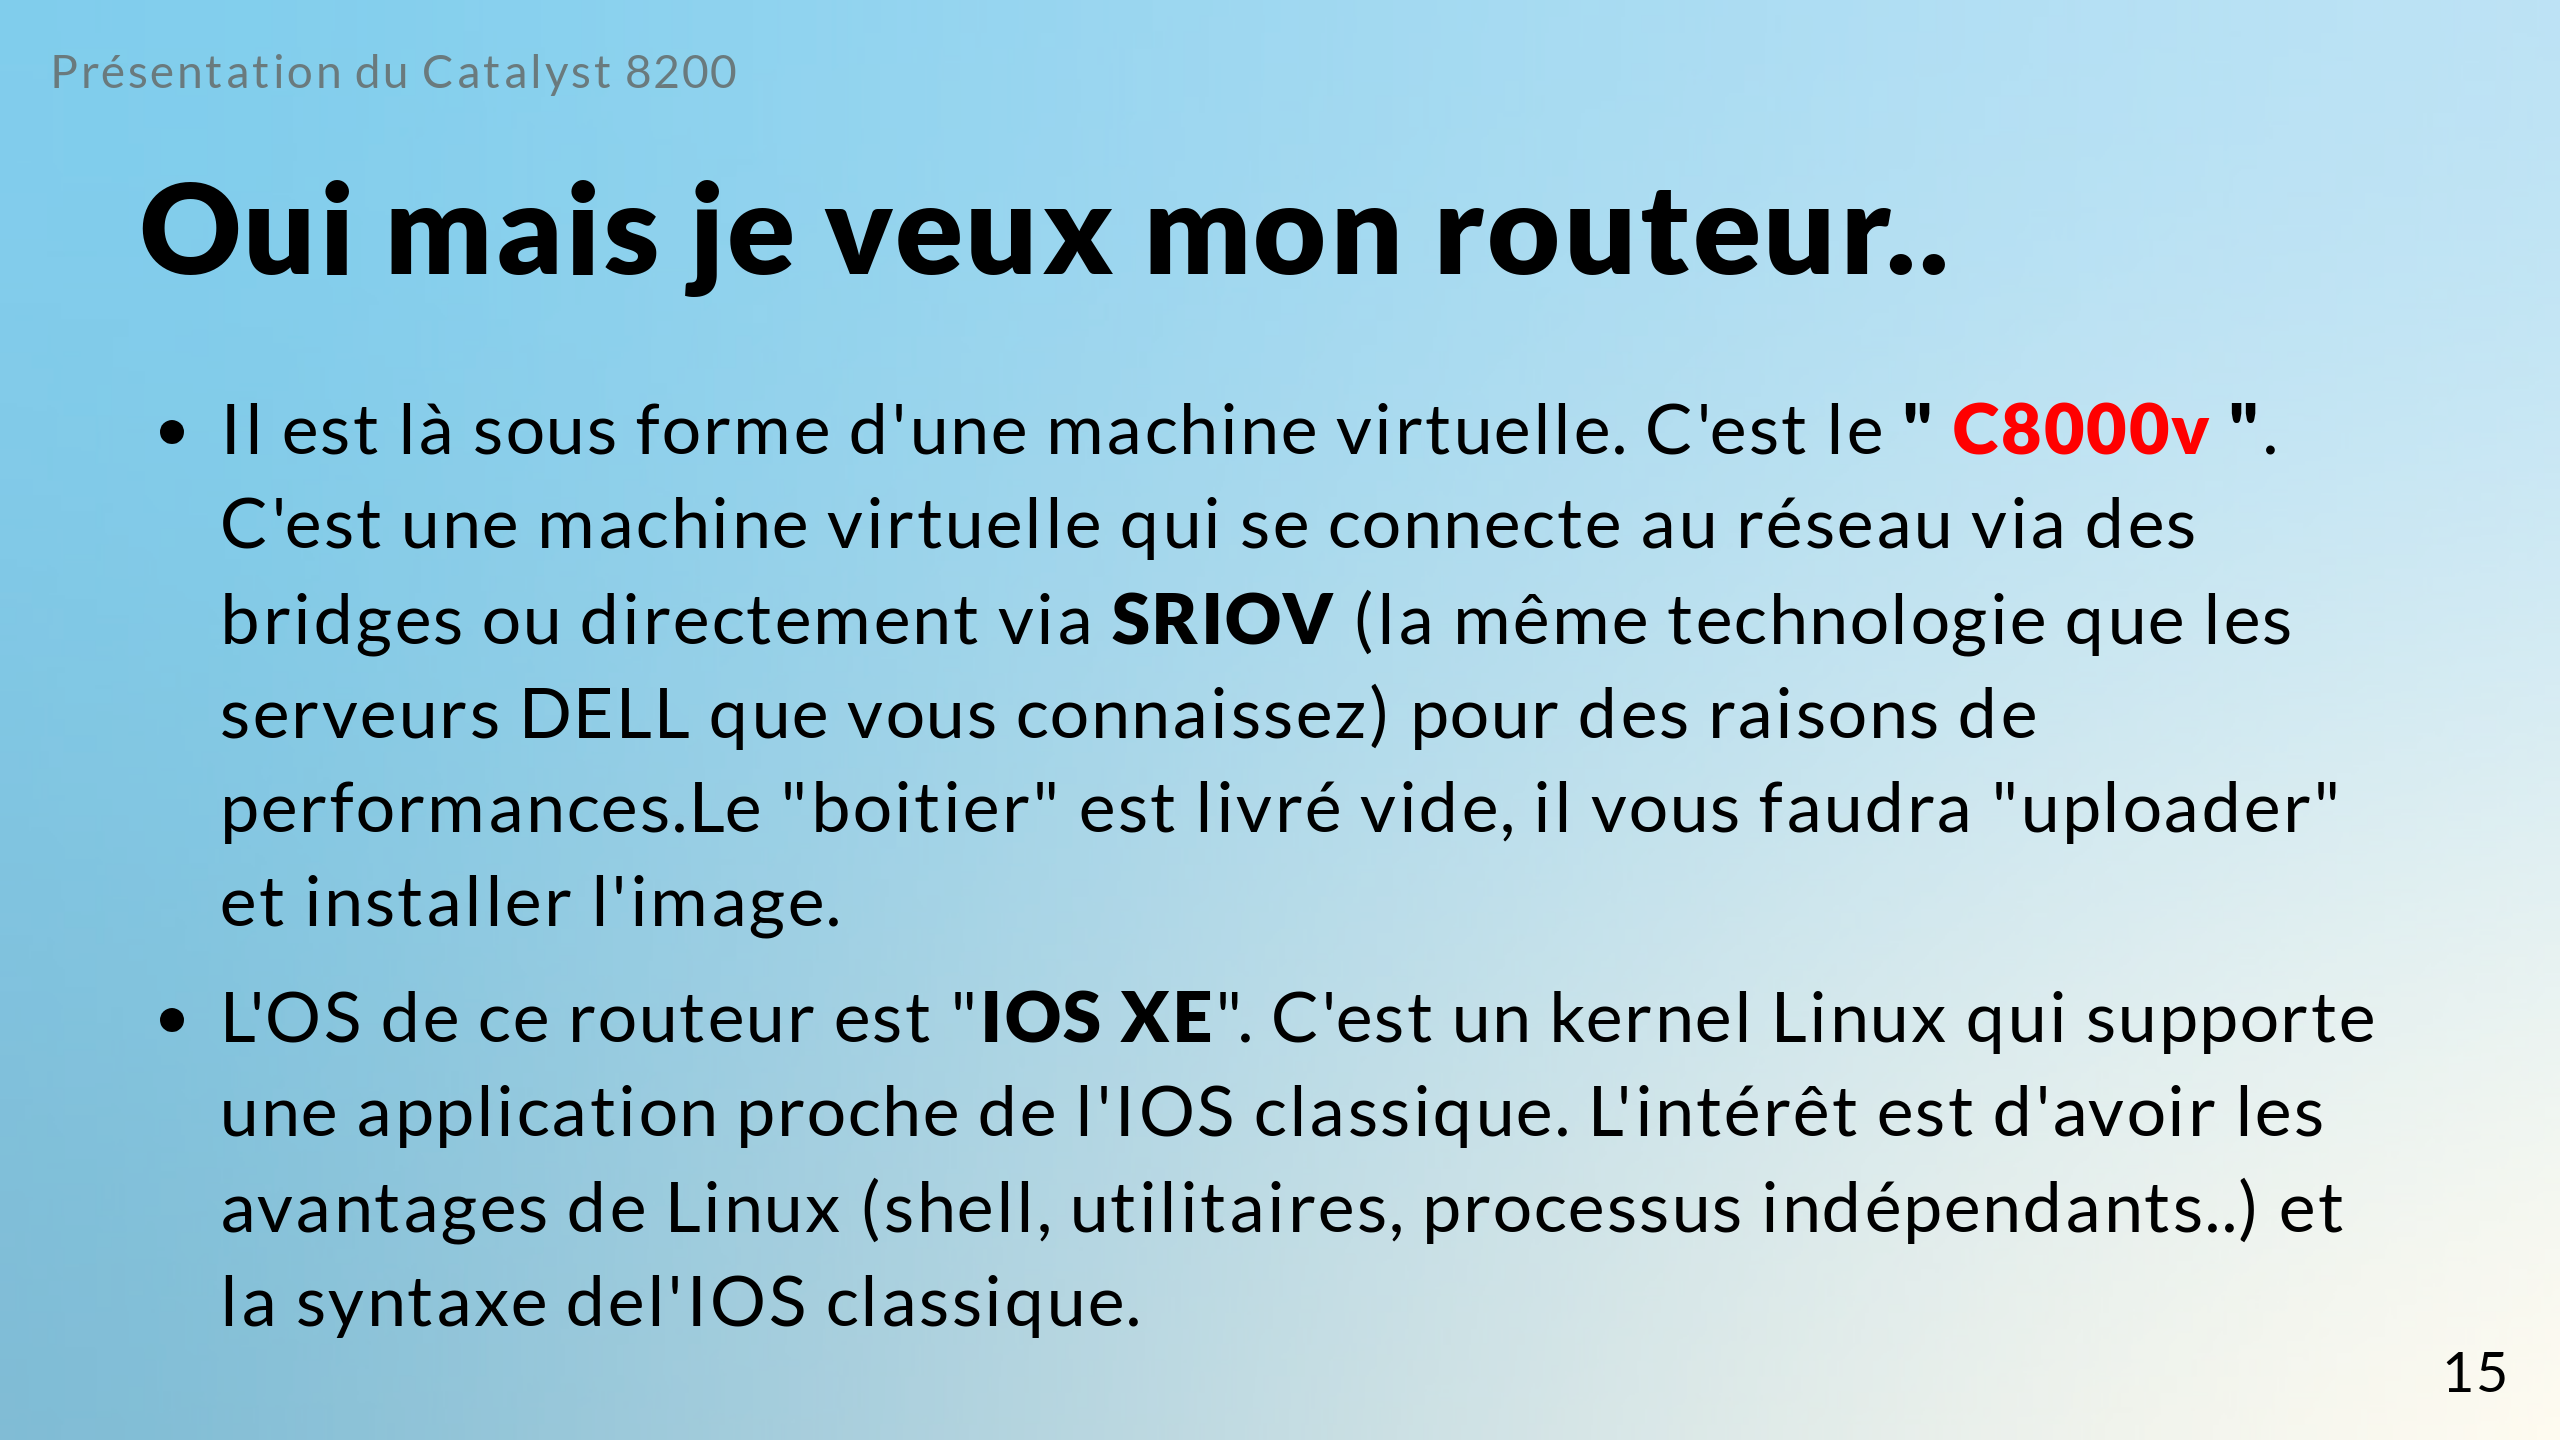 Présentation du Catalyst 8200
Oui mais je veux mon routeur..
• Il est là sous forme d'une machine virtuelle. C'est le " C8000v ".
C'est une machine virtuelle qui se connecte au réseau via des
bridges ou directement via SRIOV (la même technologie que les
serveurs DELL que vous connaissez) pour des raisons de
performances.Le "boitier" est livré vide, il vous faudra "uploader"
et installer l'image.
• L'OS de ce routeur est "IOS XE". C'est un kernel Linux qui supporte
une application proche de l'IOS classique. L'intérêt est d'avoir les
avantages de Linux (shell, utilitaires, processus indépendants..) et
la syntaxe del'IOS classique.
15